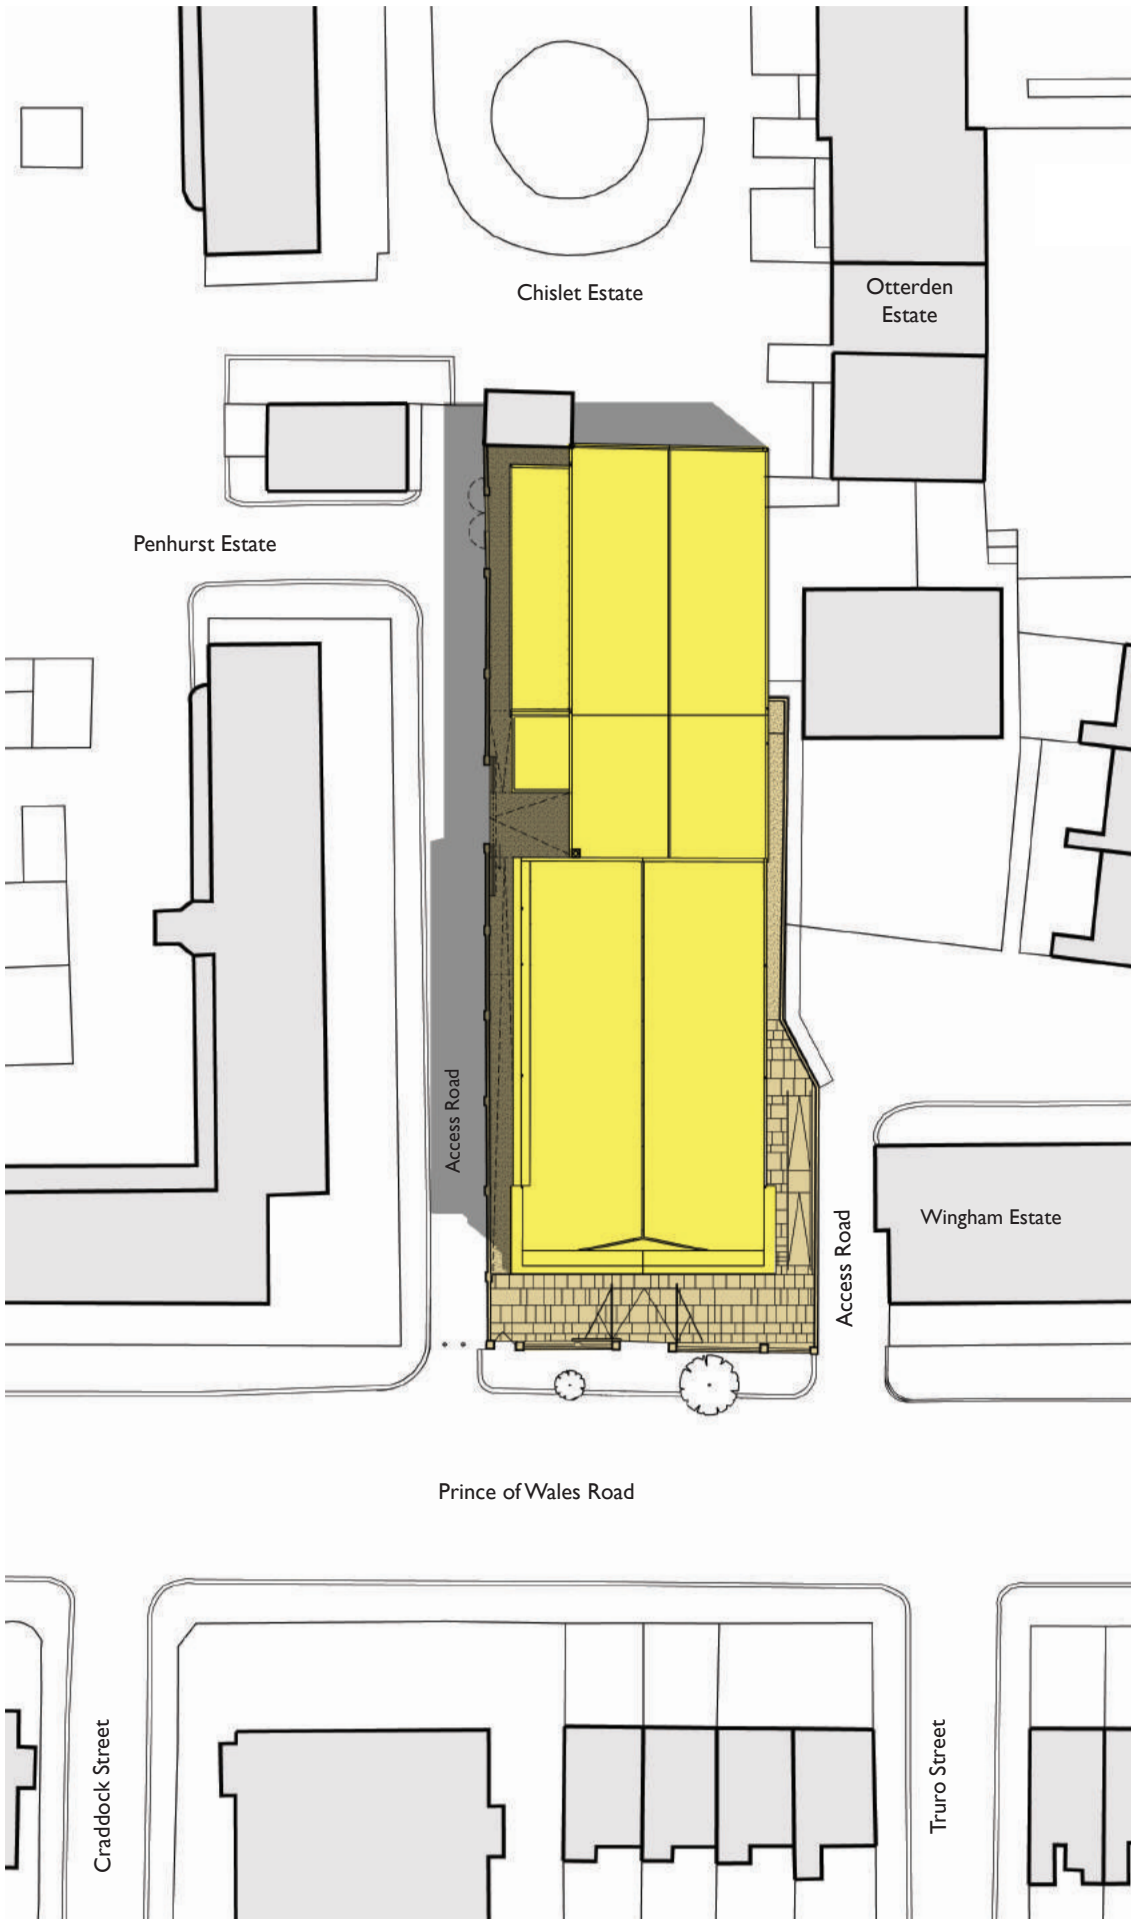 Chislet Estate
Otterden
Estate
Penhurst Estate
Access Road
Access Road
Wingham Estate
Prince of Wales Road
Craddock Street
Truro Street